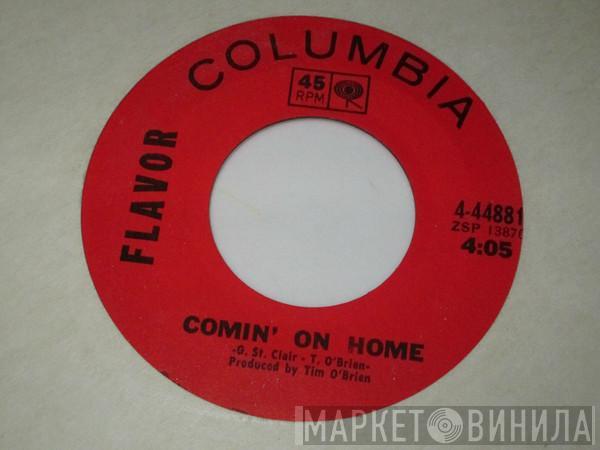 COLUMBIA
45
RPM
FLAVOR
4-44881
ZSP 13876
4:05
COMIN' ON HOME
-G. St. Clair - T. O'Brien-
Produced by Tim O'Brien
МАРКЕТ ВИНИЛА